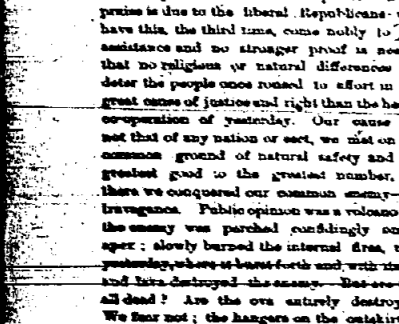 praise is due to the liberal Republicans
have this, the third time, come nobly to
assistance and no stronger proof is
that no religious or natural differences
deter the people once roused to effort in
great cause of justice and right than the
co-operation of yesterday. Our cause
not that of any nation or sect, we met on
common ground of natural safety and
greatest good to the greatest number.
there we conquered our common enemy—
travagance. Public opinion was a volcano
the enemy was perched confidingly on
apex ; slowly burned the internal fires,
yesterday, where it burst forth and with its
and lava destroyed the enemy. But are
all dead ? Are the ova entirely destroy
We fear not ; the hangers on the outskirt